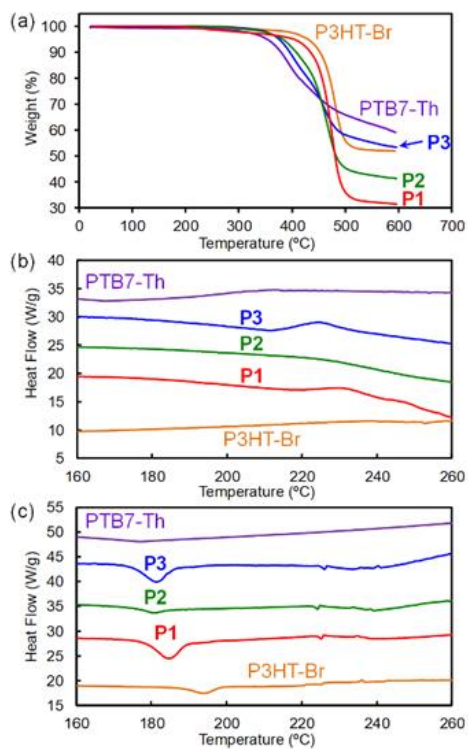 (a)
100
90
80
70
60
50
40
30
Weight (%)
P3HT-Br
PTB7-Th
P3
P2
P1
0 100 200 300 400 500 600 700
Temperature (ºC)
(b)
40
35
30
25
20
15
10
5
Heat Flow (W/g)
PTB7-Th
P3
P2
P1
P3HT-Br
160 180 200 220 240 260
Temperature (ºC)
(c)
55
50
45
40
35
30
25
20
15
Heat Flow (W/g)
PTB7-Th
P3
P2
P1
P3HT-Br
160 180 200 220 240 260
Temperature (ºC)